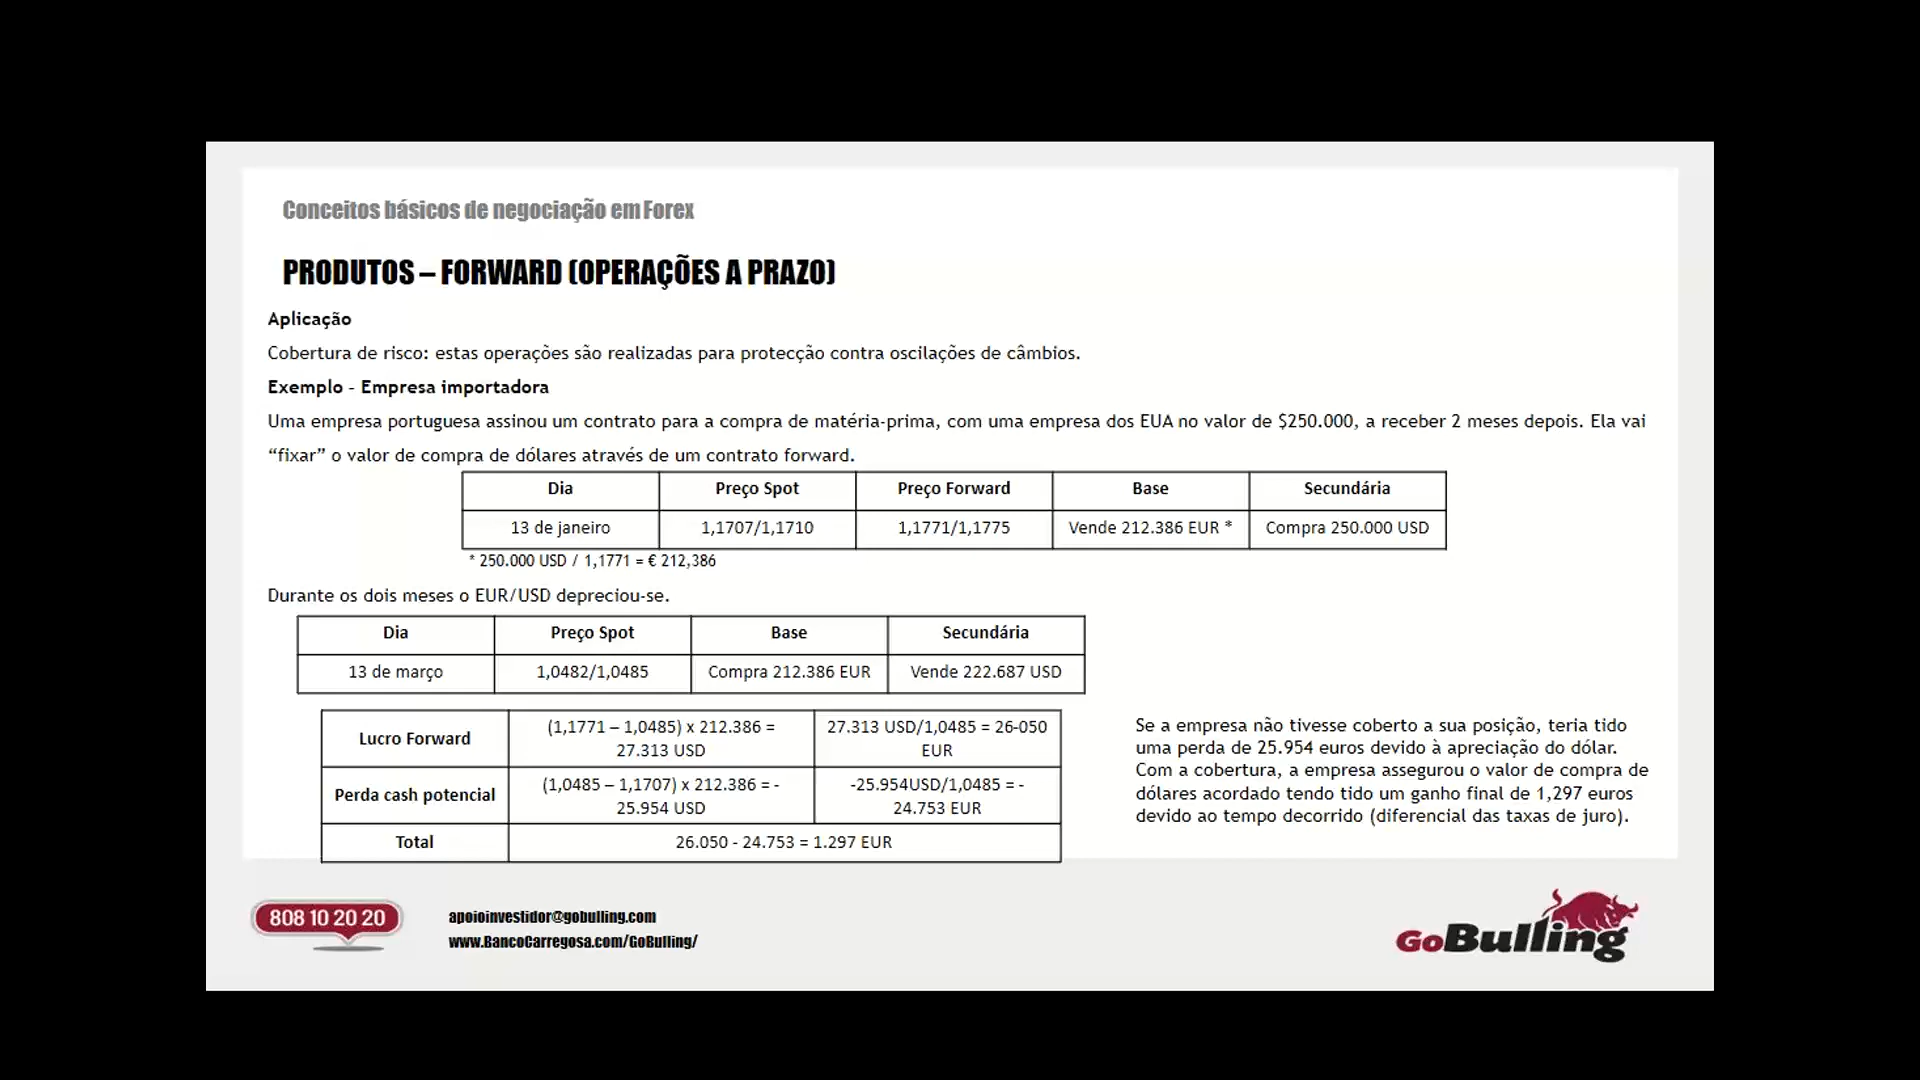 Conceitos básicos de negociação em Forex
PRODUTOS – FORWARD (OPERAÇÕES A PRAZO)
Aplicação
Cobertura de risco: estas operações são realizadas para protecção contra oscilações de câmbios.
Exemplo - Empresa importadora
Uma empresa portuguesa assinou um contrato para a compra de matéria-prima, com uma empresa dos EUA no valor de $250.000, a receber 2 meses depois. Ela vai
“fixar” o valor de compra de dólares através de um contrato forward.
Dia Preço Spot Preço Forward Base Secundária
13 de janeiro 1,1707/1,1710 1,1771/1,1775 Vende 212.386 EUR * Compra 250.000 USD
* 250.000 USD / 1,1771 = € 212,386
Durante os dois meses o EUR/USD depreciou-se.
Dia Preço Spot Base Secundária
13 de março 1,0482/1,0485 Compra 212.386 EUR Vende 222.687 USD
Lucro Forward
(1,1771 – 1,0485) x 212.386 =
27.313 USD
27.313 USD/1,0485 = 26-050
EUR
Perda cash potencial
(1,0485 – 1,1707) x 212.386 = -
25.954 USD
-25.954USD/1,0485 = -
24.753 EUR
Total 26.050 - 24.753 = 1.297 EUR
Se a empresa não tivesse coberto a sua posição, teria tido
uma perda de 25.954 euros devido à apreciação do dólar.
Com a cobertura, a empresa assegurou o valor de compra de
dólares acordado tendo tido um ganho final de 1,297 euros
devido ao tempo decorrido (diferencial das taxas de juro).
808 10 20 20
apoioinvestidor@gobulling.com
www.BancoCarregosa.com/GoBulling/
GoBulling